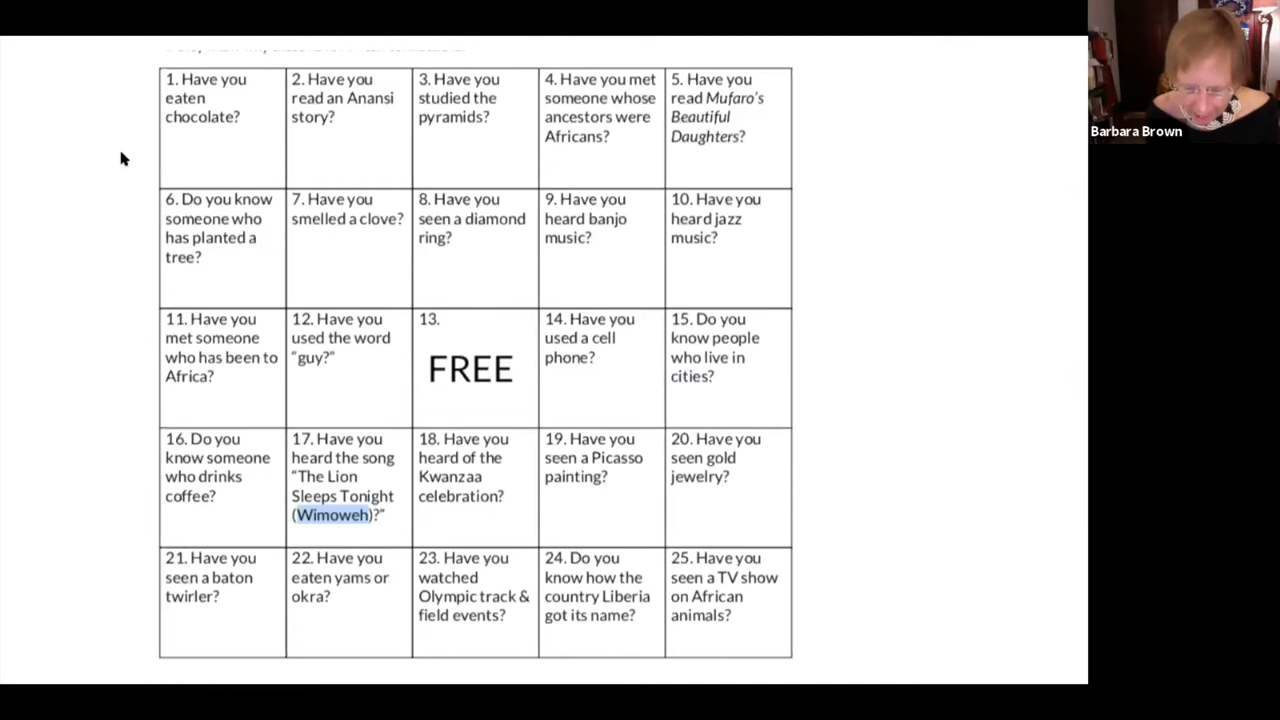 1. Have you
eaten
chocolate?
2. Have you
read an Anansi
story?
3. Have you
studied the
pyramids?
4. Have you met
someone whose
ancestors were
Africans?
5. Have you
read Mufaro's
Beautiful
Daughters?
6. Do you know
someone who
has planted a
tree?
7. Have you
smelled a clove?
8. Have you
seen a diamond
ring?
9. Have you
heard banjo
music?
10. Have you
heard jazz
music?
11. Have you
met someone
who has been to
Africa?
12. Have you
used the word
“guy?”
13.
FREE
14. Have you
used a cell
phone?
15. Do you
know people
who live in
cities?
16. Do you
know someone
who drinks
coffee?
17. Have you
heard the song
“The Lion
Sleeps Tonight
(Wimoweh)?”
18. Have you
heard of the
Kwanzaa
celebration?
19. Have you
seen a Picasso
painting?
20. Have you
seen gold
jewelry?
21. Have you
seen a baton
twirler?
22. Have you
eaten yams or
okra?
23. Have you
watched
Olympic track &
field events?
24. Do you
know how the
country Liberia
got its name?
25. Have you
seen a TV show
on African
animals?
Barbara Brown